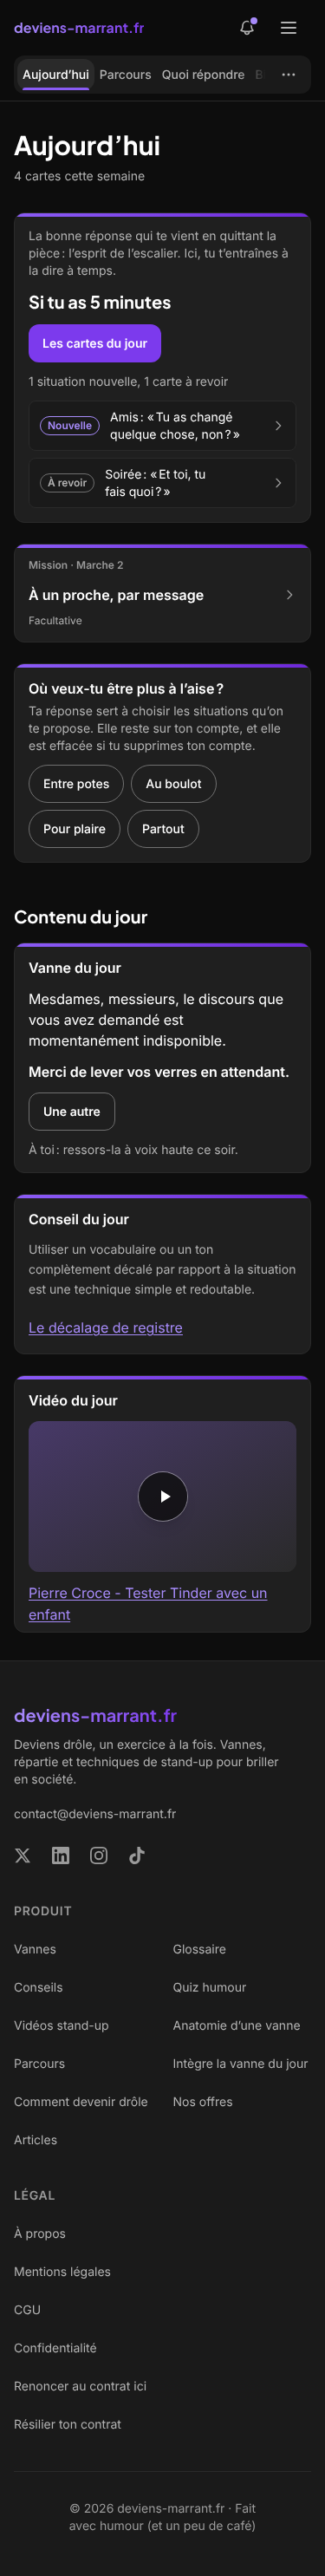 deviens-marrant.fr
Aujourd’hui
Parcours
Quoi répondre
Aujourd’hui
4 cartes cette semaine
La bonne réponse qui te vient en quittant la
pièce : l’esprit de l’escalier. Ici, tu t’entraînes à
la dire à temps.
Si tu as 5 minutes
Les cartes du jour
1 situation nouvelle, 1 carte à revoir
Nouvelle
Amis : « Tu as changé
quelque chose, non ? »
À revoir
Soirée : « Et toi, tu
fais quoi ? »
Mission · Marche 2
À un proche, par message
Facultative
Où veux-tu être plus à l’aise ?
Ta réponse sert à choisir les situations qu’on
te propose. Elle reste sur ton compte, et elle
est effacée si tu supprimes ton compte.
Entre potes
Au boulot
Pour plaire
Partout
Contenu du jour
Vanne du jour
Mesdames, messieurs, le discours que
vous avez demandé est
momentanément indisponible.
Merci de lever vos verres en attendant.
Une autre
À toi : ressors-la à voix haute ce soir.
Conseil du jour
Utiliser un vocabulaire ou un ton
complètement décalé par rapport à la situation
est une technique simple et redoutable.
Le décalage de registre
Vidéo du jour
Pierre Croce - Tester Tinder avec un
enfant
deviens-marrant.fr
Deviens drôle, un exercice à la fois. Vannes,
répartie et techniques de stand-up pour briller
en société.
contact@deviens-marrant.fr
PRODUIT
Vannes
Glossaire
Conseils
Quiz humour
Vidéos stand-up
Anatomie d’une vanne
Parcours
Intègre la vanne du jour
Comment devenir drôle
Nos offres
Articles
LÉGAL
À propos
Mentions légales
CGU
Confidentialité
Renoncer au contrat ici
Résilier ton contrat
© 2026 deviens-marrant.fr · Fait
avec humour (et un peu de café)